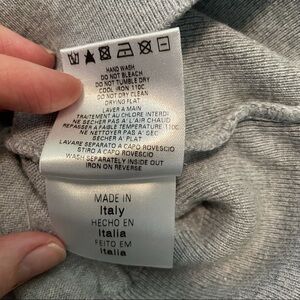 HAND WASH
DO NOT BLEACH
DO NOT TUMBLE DRY
COOL IRON 110C
DO NOT DRY CLEAN
DRYING FLAT
LAVER A MAIN
TRAITEMENT AU CHLORE INTERDI
NE SÉCHER PAS A' L'AIR CHAUD
REPASSER A FAIBLE TEMPÉRATURE 110C
NE NETTOYER PAS A' SEC
SÉCHER A' PLAT
LAVARE SEPARATO A CAPO ROVESCIO
STIRO A CAPO ROVESCIO
WASH SEPARATELY INSIDE OUT
IRON ON REVERSE
MADE IN
Italy
HECHO EN
Italia
FEITO EM
Italia